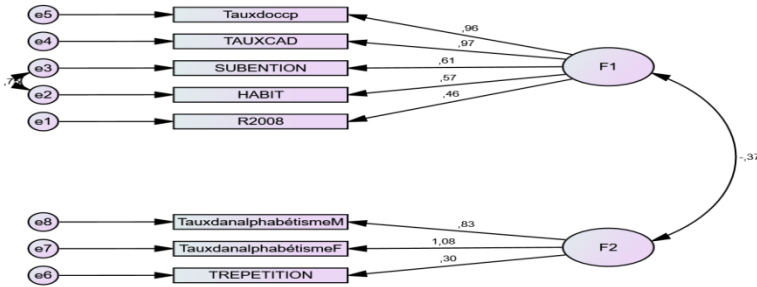 e5 Tauxdoccp ,96
e4 TAUXCAD ,97
e3 SUBENTION ,61 F1
e2 HABIT ,57
e1 R2008 ,46
-,37
e8 TauxdanalphabétismeM ,83
e7 TauxdanalphabétismeF 1,08 F2
e6 TREPETITION ,30